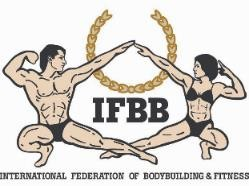 IFBB
INTERNATIONAL FEDERATION OF BODYBUILDING & FITNESS